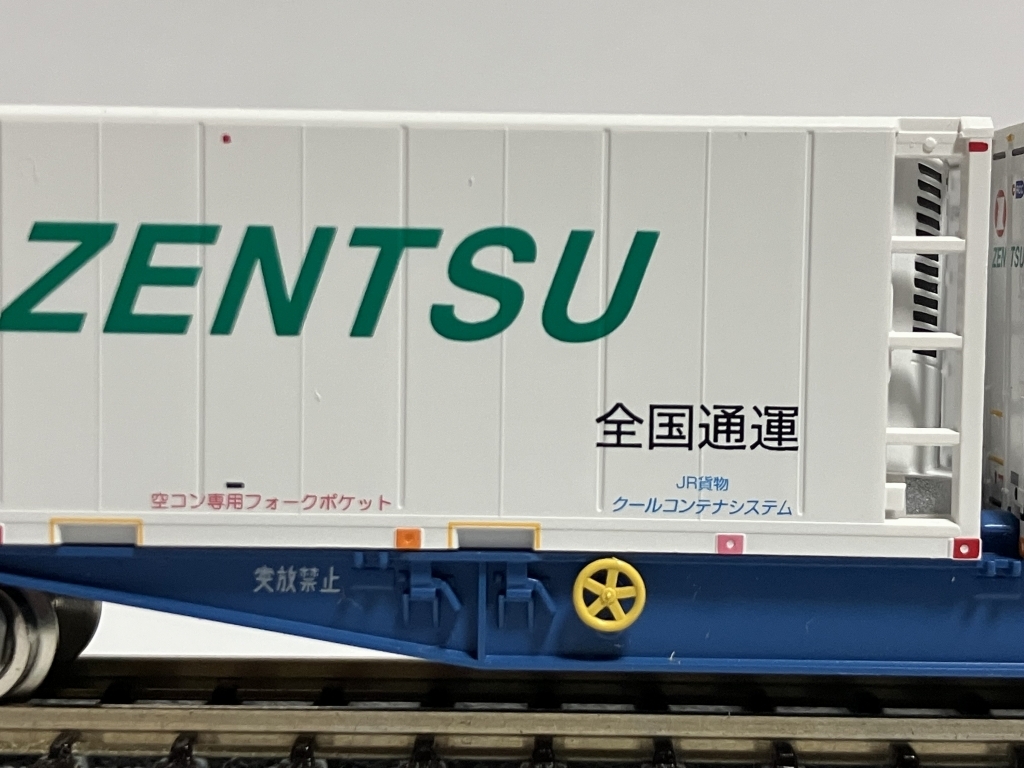 ZENTSU
全国通運
JR貨物
クールコンテナシステム
空コン専用フォークポケット
突放禁止
ZENTSU